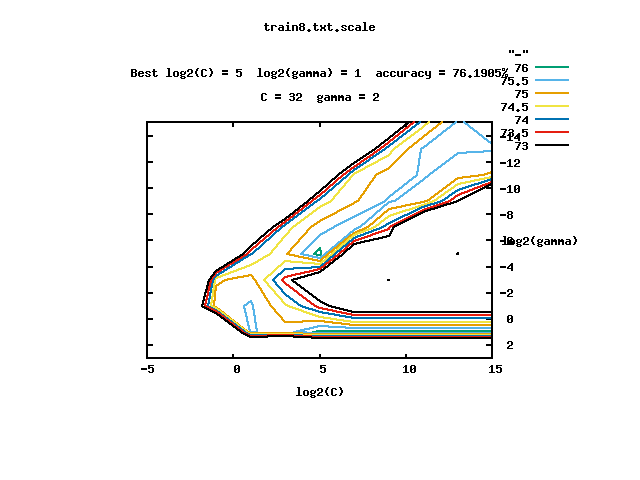 train8.txt.scale
"-"
Best log2(C) = 5 log2(gamma) = 1 accuracy = 76.1905%
C = 32 gamma = 2
76
75.5
75
74.5
74
73.5
73
-14
-12
-10
-8
-6
log2(gamma)
-4
-2
0
2
-5 0 5 10 15
log2(C)